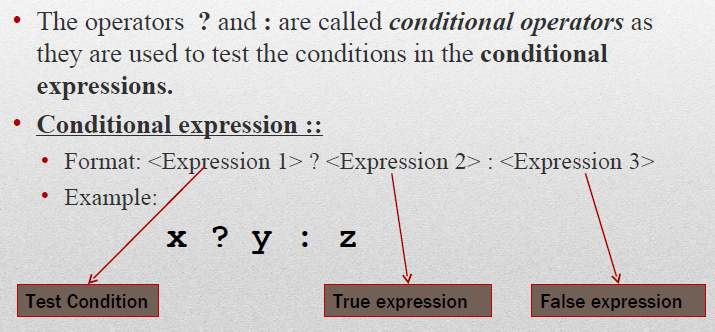 • The operators ? and : are called conditional operators as
they are used to test the conditions in the conditional
expressions.
• Conditional expression ::
• Format: <Expression 1> ? <Expression 2> : <Expression 3>
• Example:
x ? y : z
Test Condition
True expression
False expression